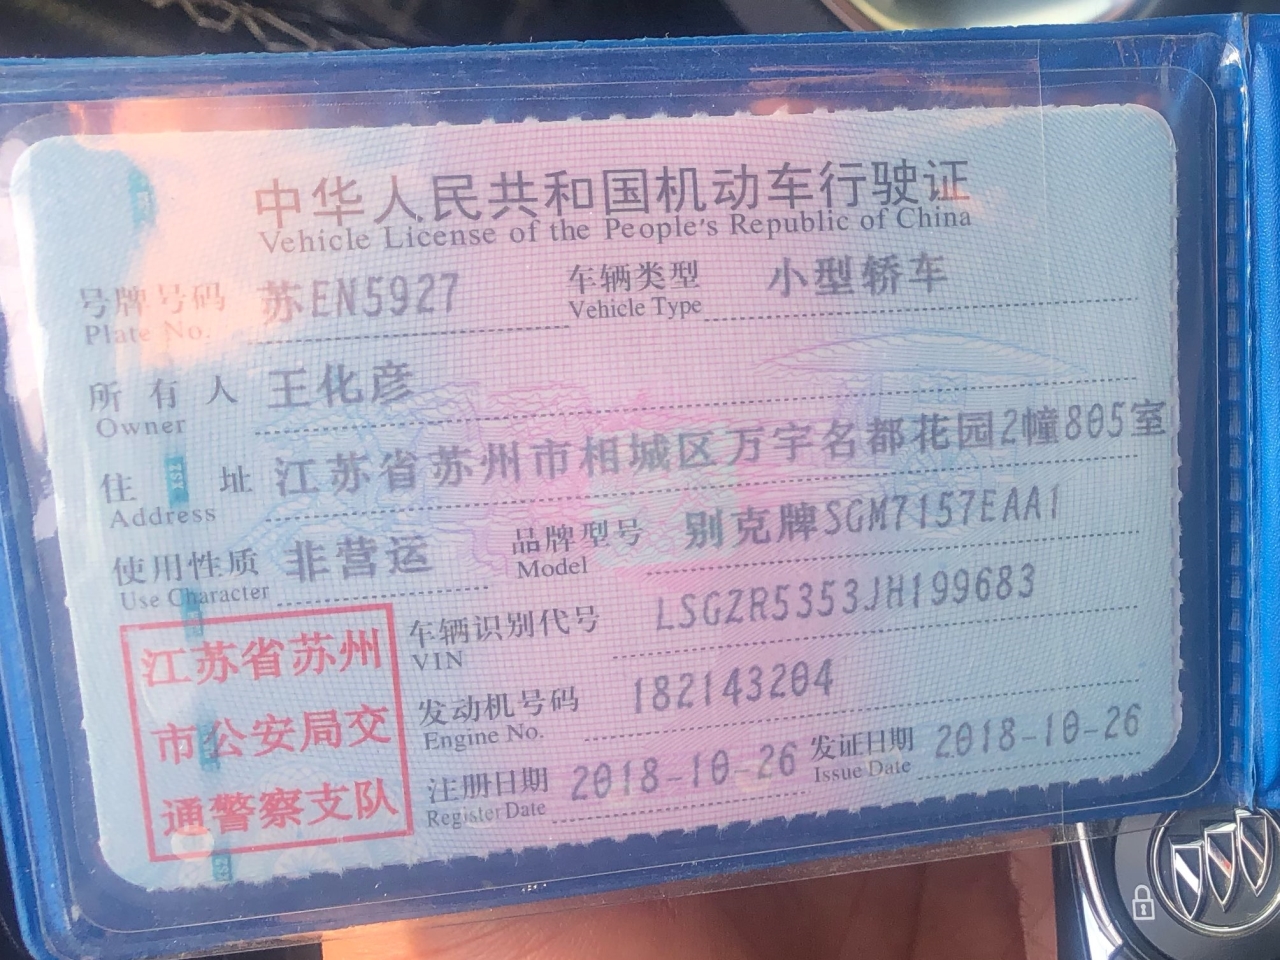 中华人民共和国机动车行驶证
Vehicle License of the People's Republic of China
号牌号码 苏EN5927 车辆类型 小型轿车
Plate No. Vehicle Type
所有人 王化彦
Owner
住址 江苏省苏州市相城区万宇名都花园2幢805室
Address
使用性质 非营运 品牌型号 别克牌SGM7157EAA1
Use Character Model
江苏省苏州
市公安局交
通警察支队
车辆识别代号 LSGZR5353JH199683
VIN
发动机号码 182143204
Engine No.
注册日期 2018-10-26 发证日期 2018-10-26
Register Date Issue Date